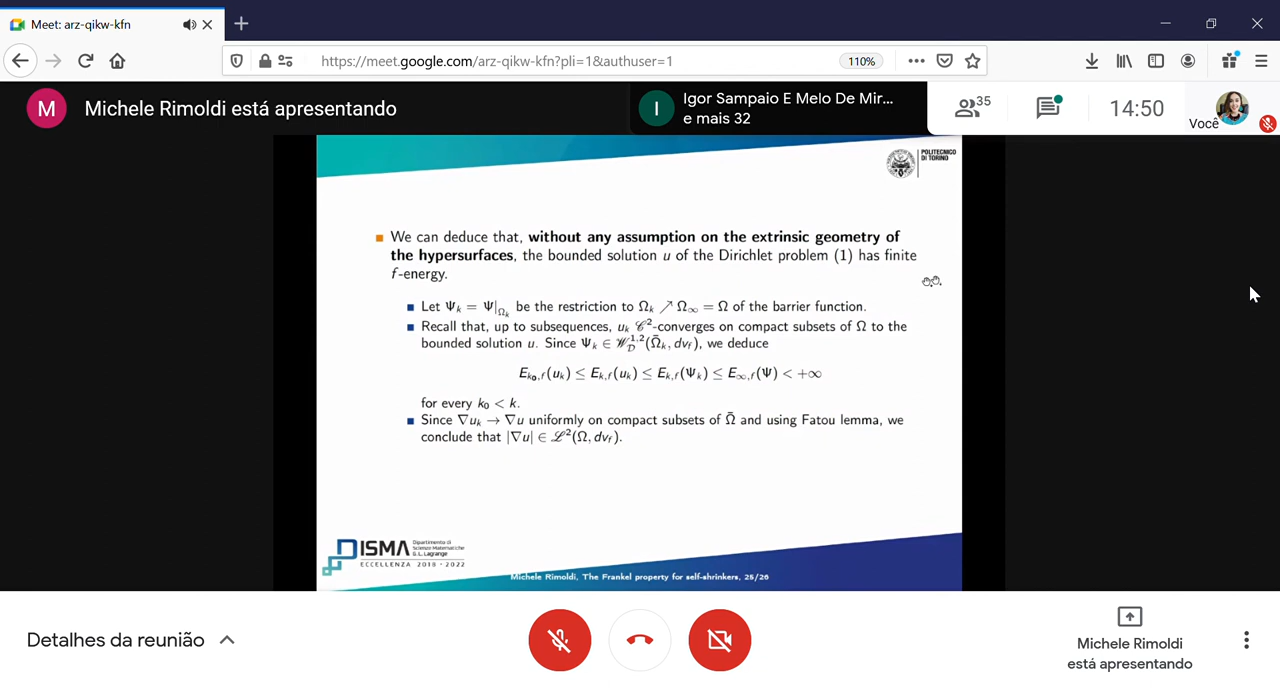 Meet: arz-qikw-kfn
https://meet.google.com/arz-qikw-kfn?pli=1&authuser=1
110%
M
Michele Rimoldi está apresentando
I
Igor Sampaio E Melo De Mir...
e mais 32
35
14:50
Você
POLITECNICO
DI TORINO
We can deduce that, without any assumption on the extrinsic geometry of
the hypersurfaces, the bounded solution u of the Dirichlet problem (1) has finite
f-energy.
Let Ψ_k = Ψ|_{Ω_k} be the restriction to Ω_k ↗ Ω_∞ = Ω of the barrier function.
Recall that, up to subsequences, u_k 𝒞²-converges on compact subsets of Ω to the
bounded solution u. Since Ψ_k ∈ 𝒲_𝒟^{1,2}(Ω̄_k, dv_f), we deduce
E_{k₀,f}(u_k) ≤ E_{k,f}(u_k) ≤ E_{k,f}(Ψ_k) ≤ E_{∞,f}(Ψ) < +∞
for every k₀ < k.
Since ∇u_k → ∇u uniformly on compact subsets of Ω̄ and using Fatou lemma, we
conclude that |∇u| ∈ ℒ²(Ω, dv_f).
DISMA
Dipartimento di
Scienze Matematiche
G.L. Lagrange
ECCELLENZA 2018 · 2022
Michele Rimoldi, The Frankel property for self-shrinkers, 25/26
Detalhes da reunião
Michele Rimoldi
está apresentando